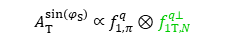 A_T^{sin(φ_S)} ∝ f_{1,π}^{q} ⊗ f_{1T,N}^{q⊥}